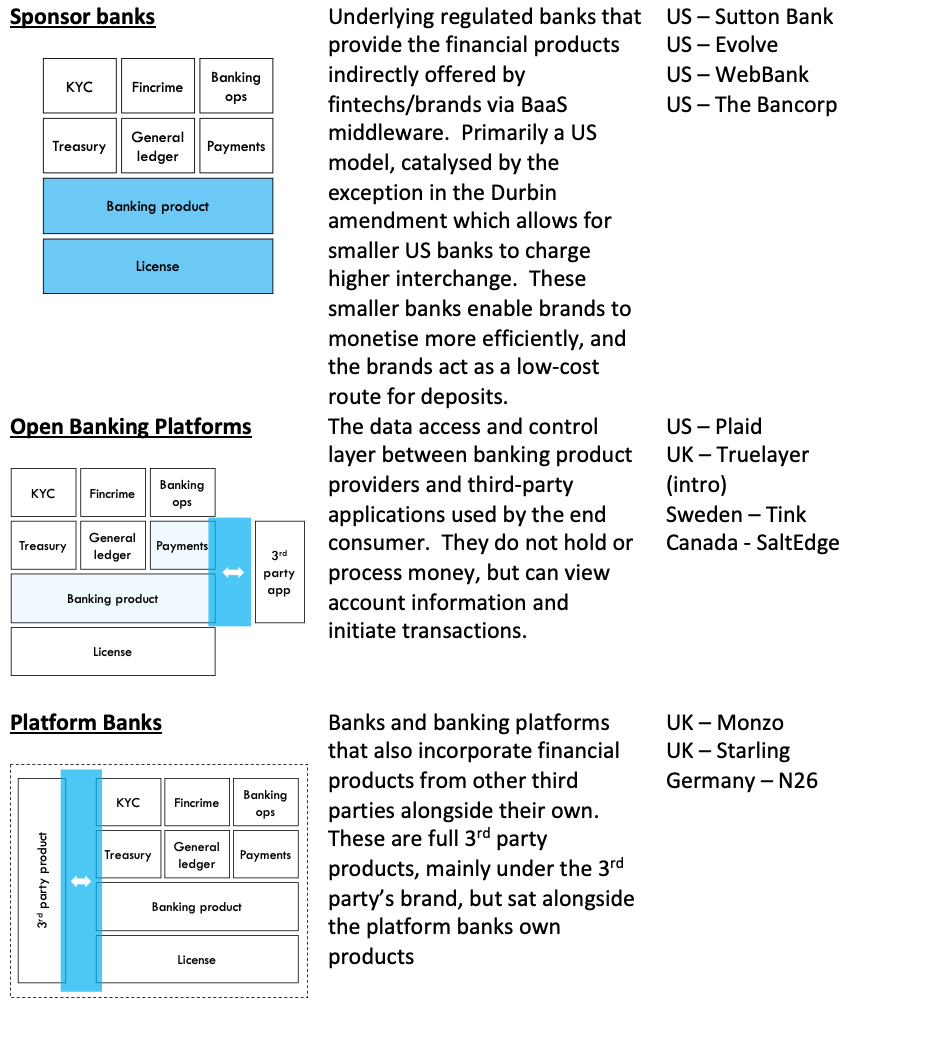 Sponsor banks
KYC
Fincrime
Banking
ops
Treasury
General
ledger
Payments
Banking product
License
Underlying regulated banks that
provide the financial products
indirectly offered by
fintechs/brands via BaaS
middleware.  Primarily a US
model, catalysed by the
exception in the Durbin
amendment which allows for
smaller US banks to charge
higher interchange.  These
smaller banks enable brands to
monetise more efficiently, and
the brands act as a low-cost
route for deposits.
US – Sutton Bank
US – Evolve
US – WebBank
US – The Bancorp
Open Banking Platforms
KYC
Fincrime
Banking
ops
Treasury
General
ledger
Payments
Banking product
License
3rd
party
app
The data access and control
layer between banking product
providers and third-party
applications used by the end
consumer.  They do not hold or
process money, but can view
account information and
initiate transactions.
US – Plaid
UK – Truelayer
(intro)
Sweden – Tink
Canada - SaltEdge
Platform Banks
3rd party product
KYC
Fincrime
Banking
ops
Treasury
General
ledger
Payments
Banking product
License
Banks and banking platforms
that also incorporate financial
products from other third
parties alongside their own.
These are full 3rd party
products, mainly under the 3rd
party’s brand, but sat alongside
the platform banks own
products
UK – Monzo
UK – Starling
Germany – N26